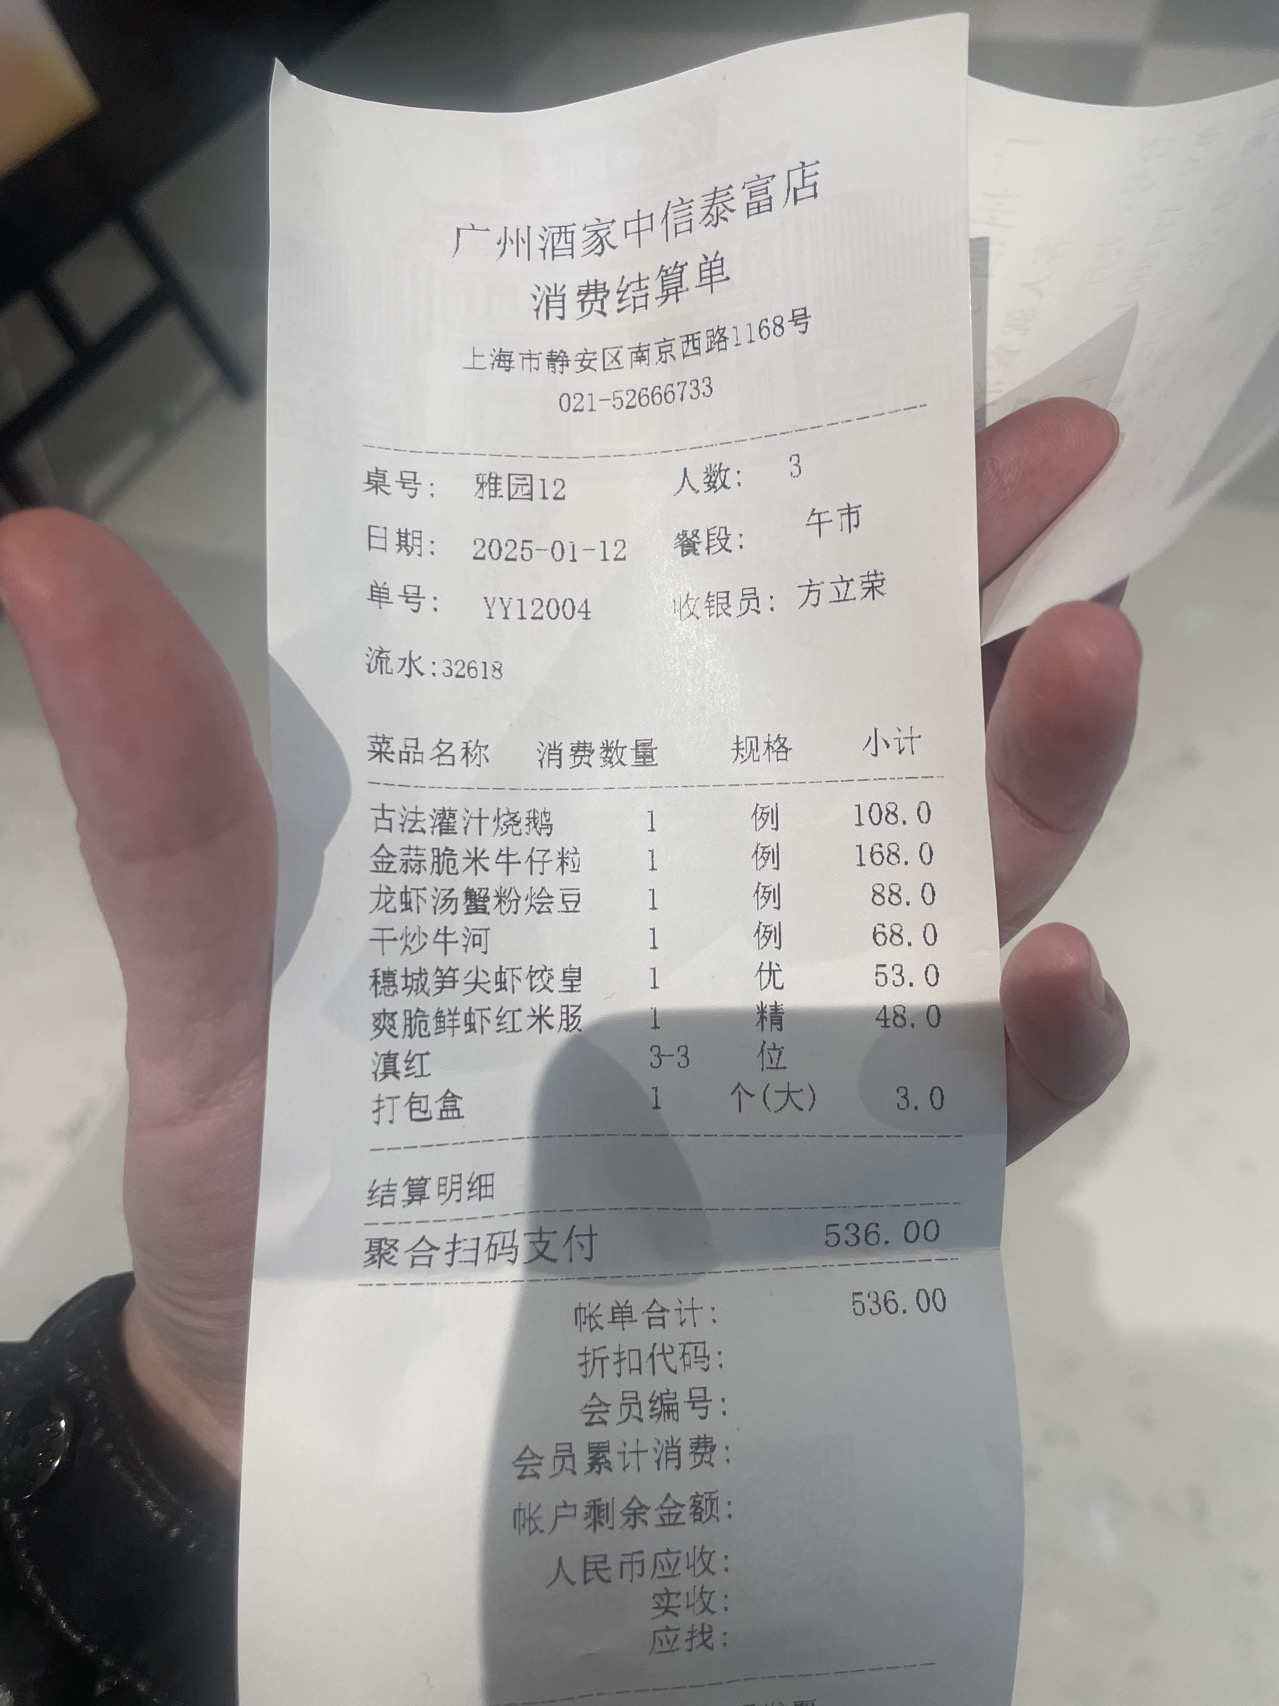 广州酒家中信泰富店
消费结算单
上海市静安区南京西路1168号
021-52666733
桌号: 雅园12 人数: 3
日期: 2025-01-12 餐段: 午市
单号: YY12004 收银员: 方立荣
流水:32618
菜品名称 消费数量 规格 小计
古法灌汁烧鹅 1 例 108.0
金蒜脆米牛仔粒 1 例 168.0
龙虾汤蟹粉烩豆 1 例 88.0
干炒牛河 1 例 68.0
穗城笋尖虾饺皇 1 优 53.0
爽脆鲜虾红米肠 1 精 48.0
滇红 3-3 位
打包盒 1 个(大) 3.0
结算明细
聚合扫码支付 536.00
帐单合计: 536.00
折扣代码:
会员编号:
会员累计消费:
帐户剩余金额:
人民币应收:
实收:
应找: